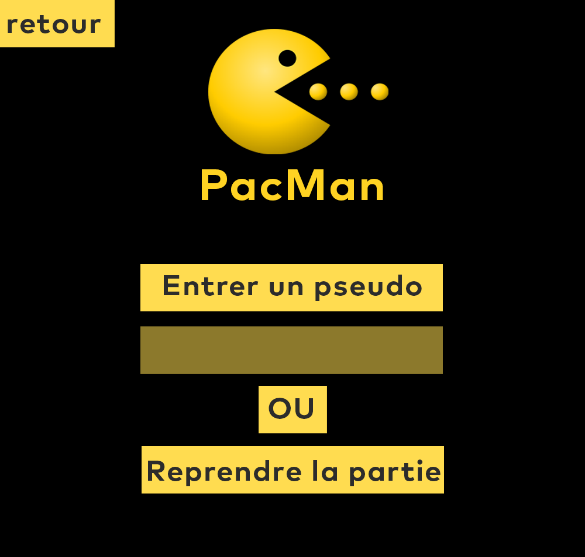 retour
PacMan
Entrer un pseudo
OU
Reprendre la partie